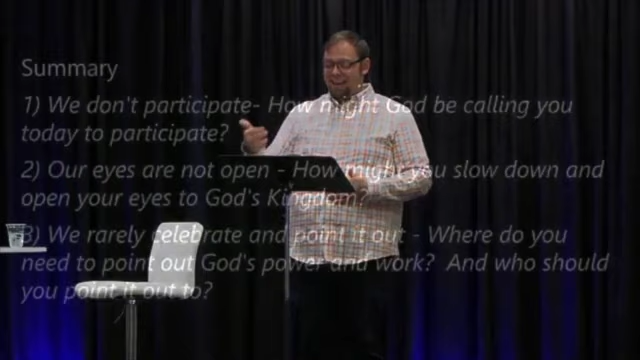 Summary
1) We don't participate- How might God be calling you
today to participate?
2) Our eyes are not open - How might you slow down and
open your eyes to God's Kingdom?
3) We rarely celebrate and point it out - Where do you
need to point out God's power and work?  And who should
you point it out to?